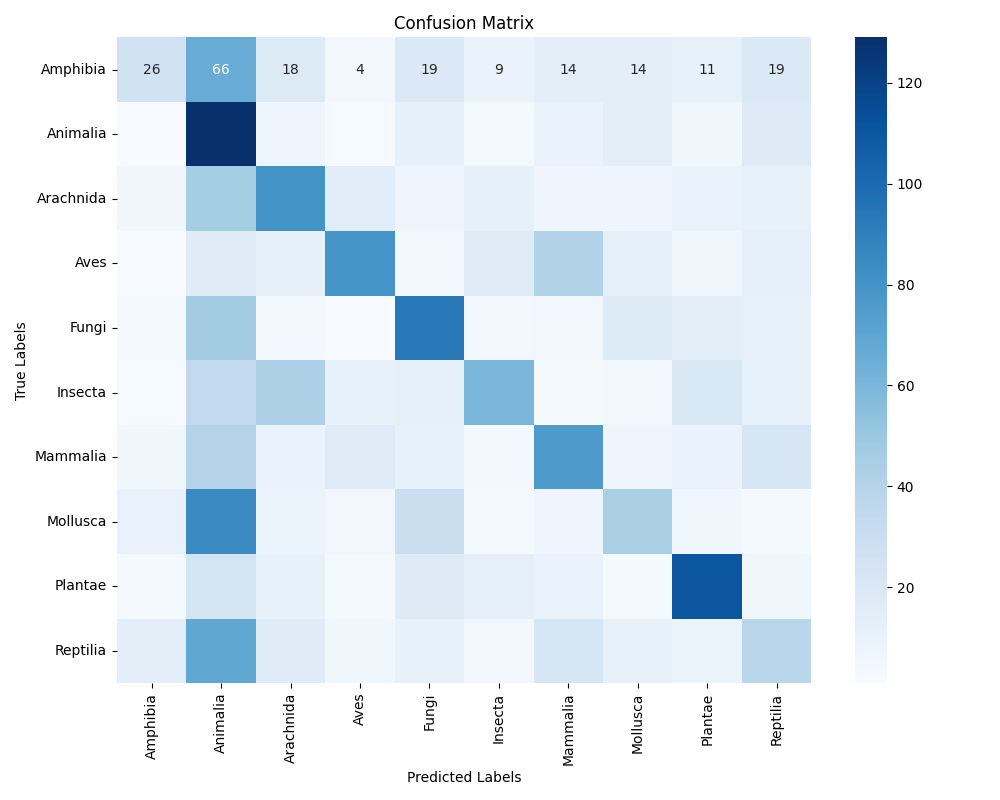 Confusion Matrix
True Labels
Amphibia 26 66 18 4 19 9 14 14 11 19
Animalia
Arachnida
Aves
Fungi
Insecta
Mammalia
Mollusca
Plantae
Reptilia
Amphibia Animalia Arachnida Aves Fungi Insecta Mammalia Mollusca Plantae Reptilia
Predicted Labels
120
100
80
60
40
20